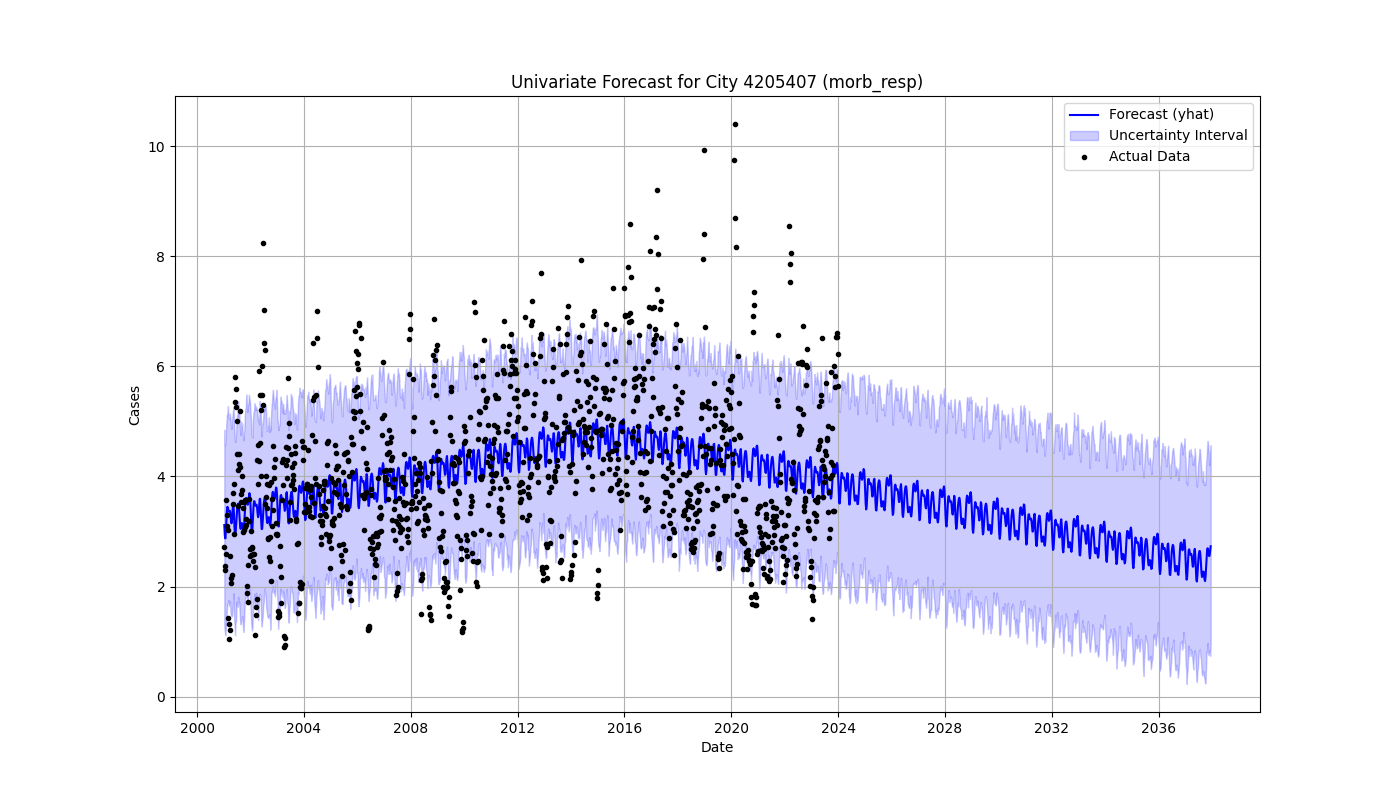 Univariate Forecast for City 4205407 (morb_resp)
Forecast (yhat)
Uncertainty Interval
Actual Data
Cases
10
8
6
4
2
0
2000 2004 2008 2012 2016 2020 2024 2028 2032 2036
Date